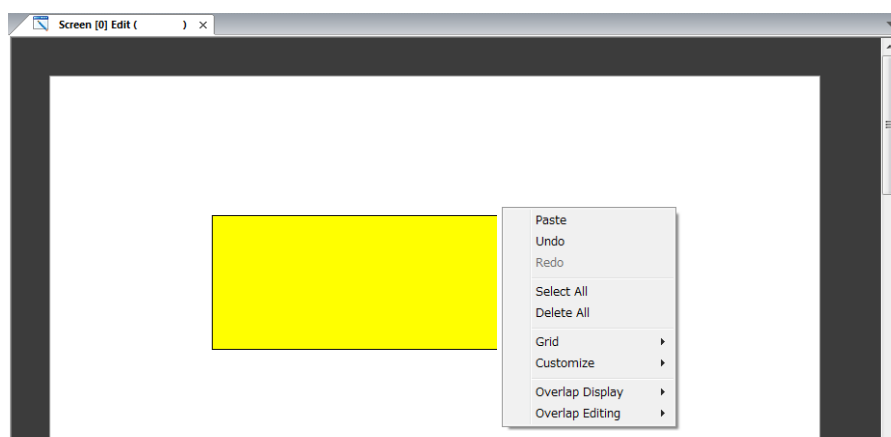 Screen [0] Edit (        )
Paste
Undo
Redo
Select All
Delete All
Grid
Customize
Overlap Display
Overlap Editing